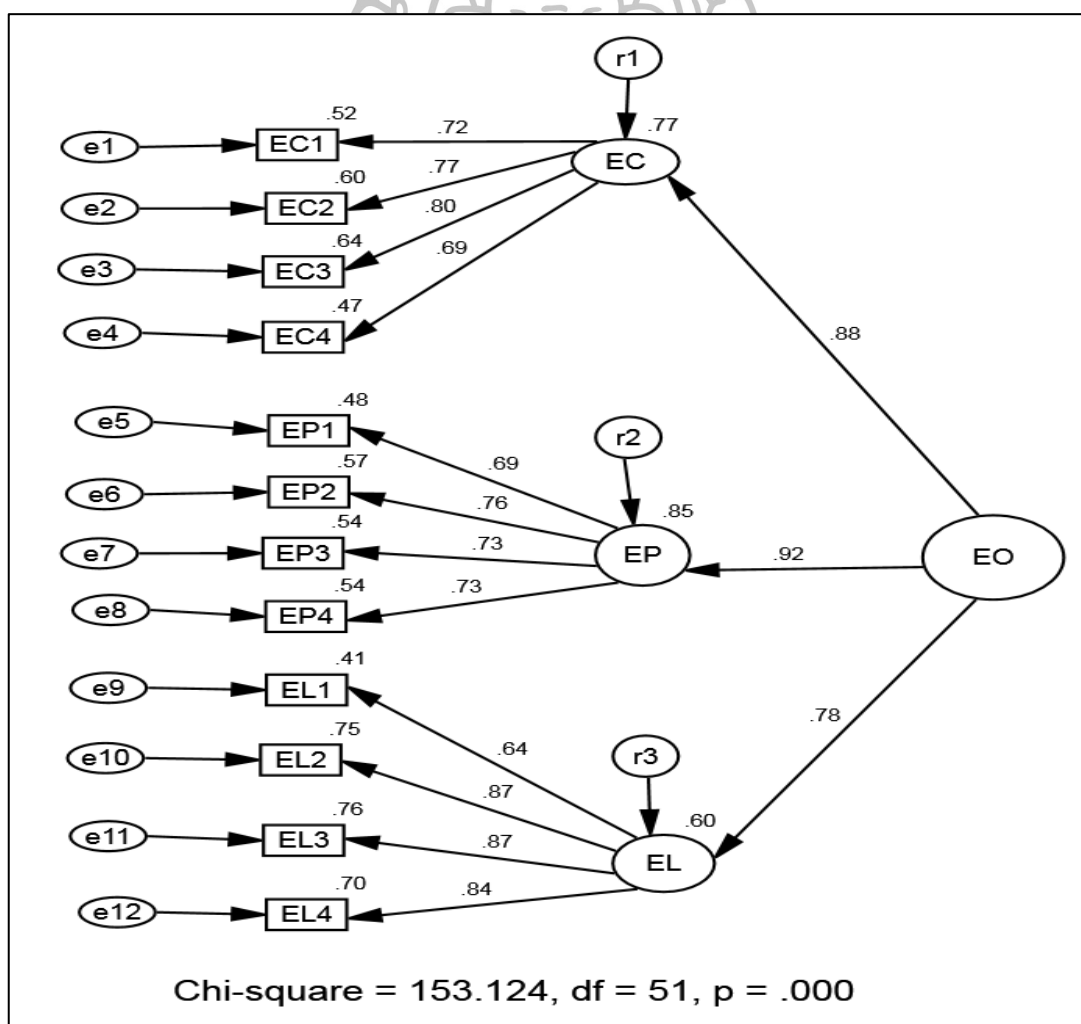 r1
.52
.72
.77
e1
EC1
EC
.60
.77
e2
EC2
.80
.64
.69
e3
EC3
.47
e4
EC4
.88
.48
e5
EP1
r2
.57
.69
e6
EP2
.76
.85
.54
e7
EP3
.73
EP
.92
EO
.54
.73
e8
EP4
.41
e9
EL1
.78
.75
.64
r3
e10
EL2
.87
.76
.60
e11
EL3
.87
EL
.70
.84
e12
EL4
Chi-square = 153.124, df = 51, p = .000